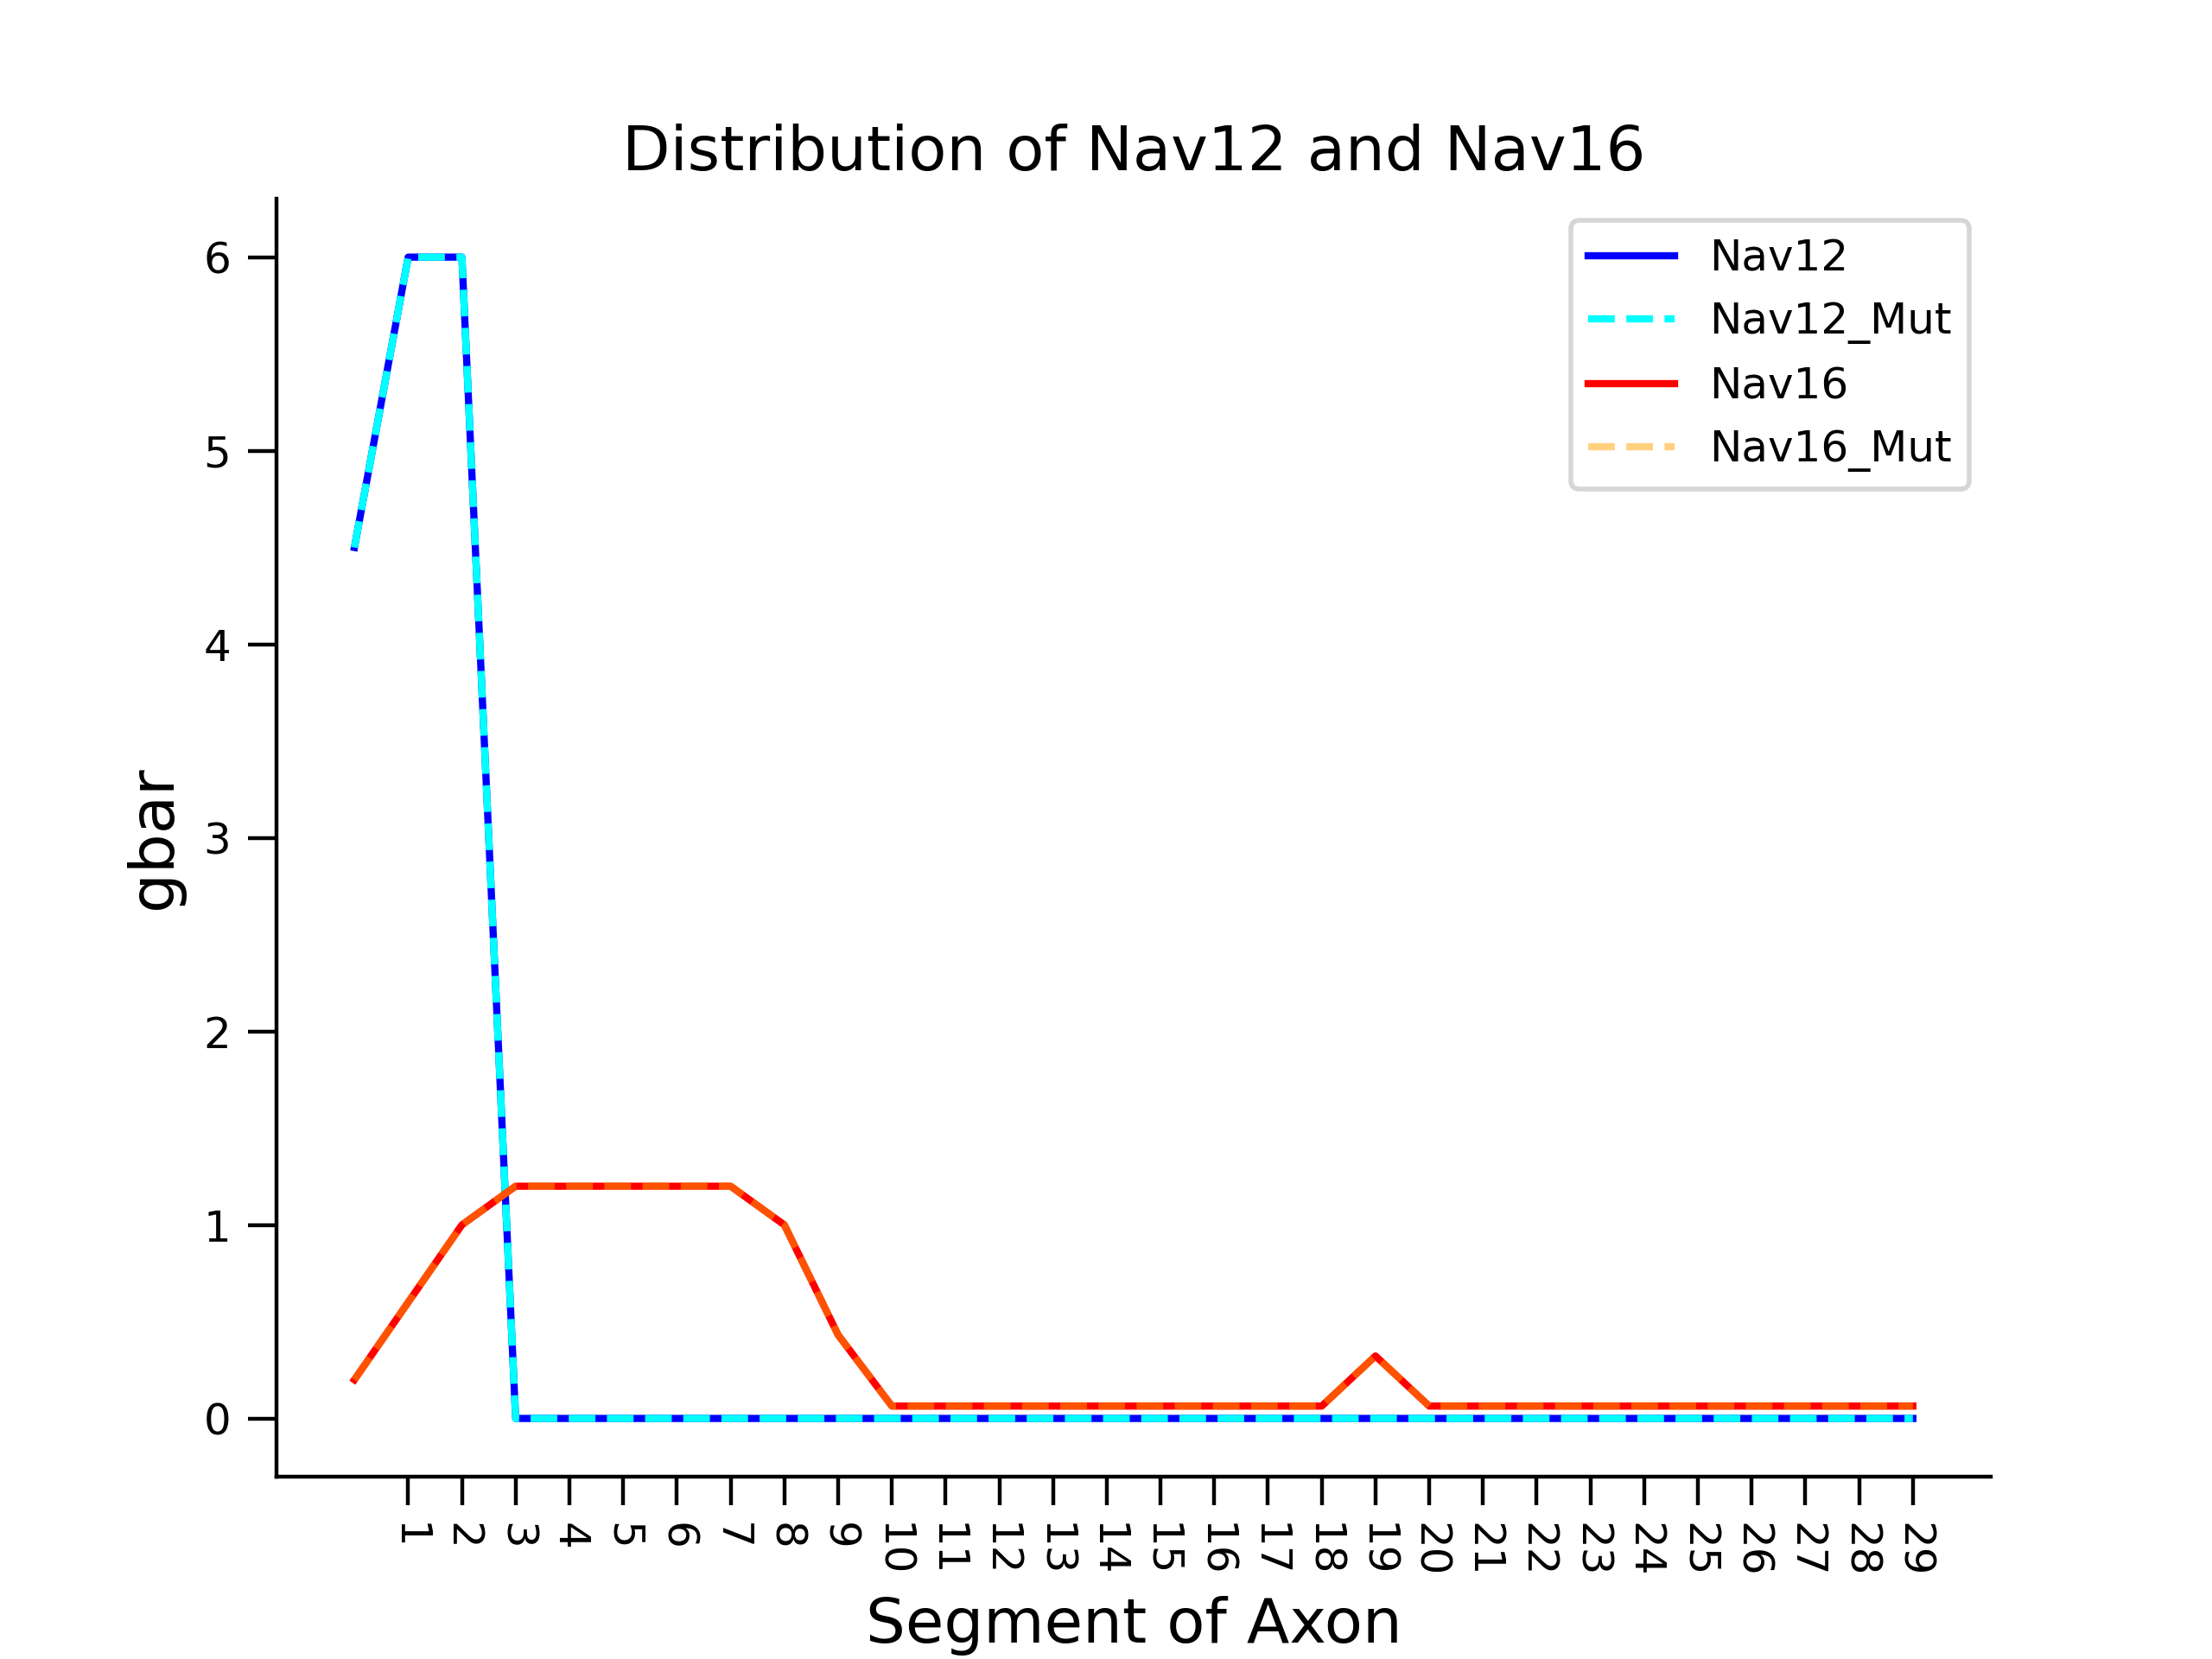 Distribution of Nav12 and Nav16
Nav12
Nav12_Mut
Nav16
Nav16_Mut
6
5
4
3
2
1
0
gbar
1 2 3 4 5 6 7 8 9 10 11 12 13 14 15 16 17 18 19 20 21 22 23 24 25 26 27 28 29
Segment of Axon